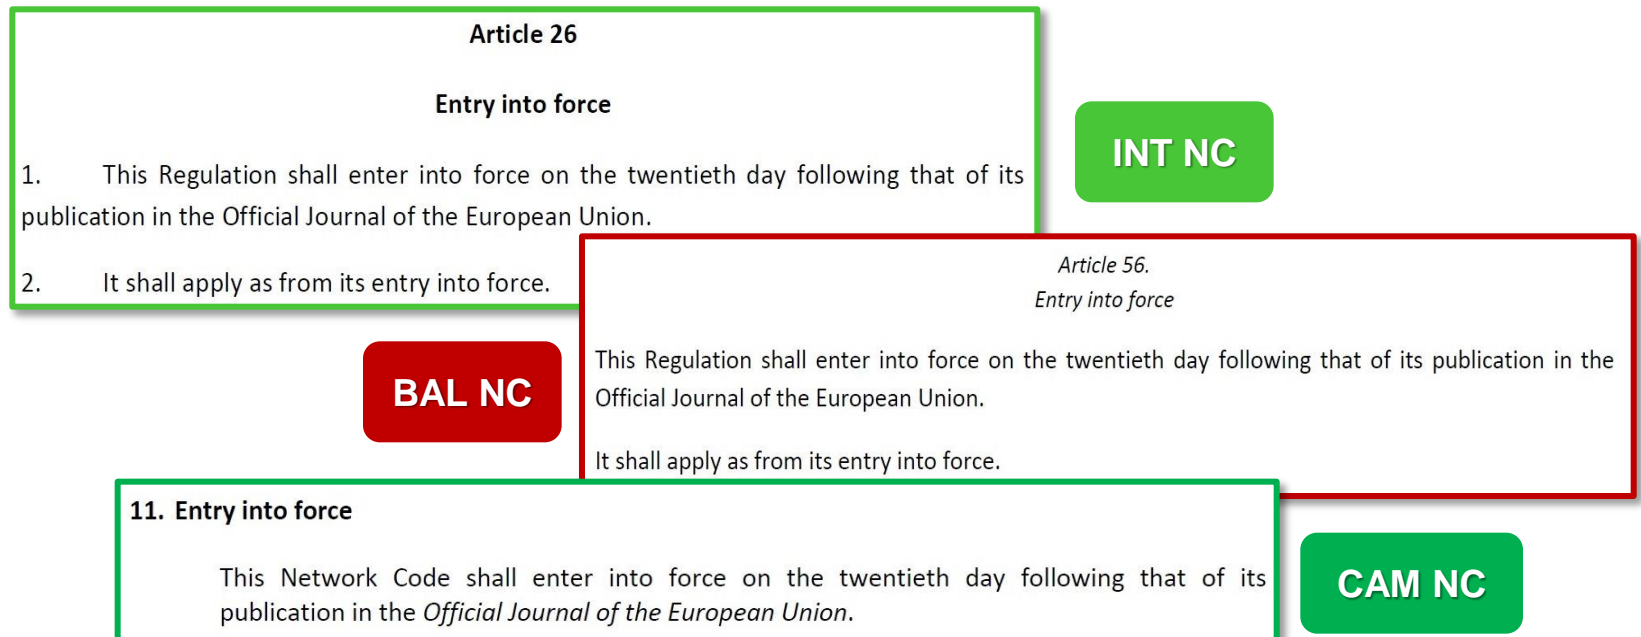 Article 26
Entry into force
INT NC
1. This Regulation shall enter into force on the twentieth day following that of its
publication in the Official Journal of the European Union.
2. It shall apply as from its entry into force.
Article 56.
Entry into force
BAL NC
This Regulation shall enter into force on the twentieth day following that of its publication in the
Official Journal of the European Union.
It shall apply as from its entry into force.
11. Entry into force
This Network Code shall enter into force on the twentieth day following that of its
publication in the Official Journal of the European Union.
CAM NC